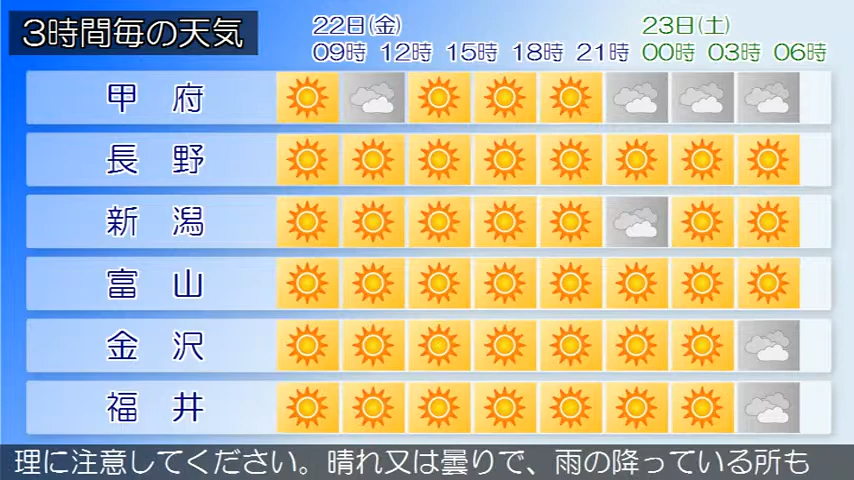 3時間毎の天気
22日(金) 23日(土)
09時 12時 15時 18時 21時 00時 03時 06時
甲府
長野
新潟
富山
金沢
福井
理に注意してください。晴れ又は曇りで、雨の降っている所も